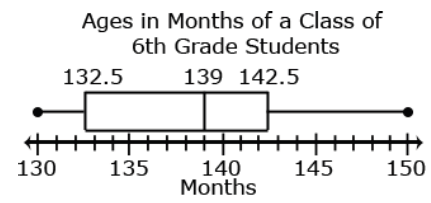 Ages in Months of a Class of
6th Grade Students
132.5 139 142.5
130 135 140 145 150
Months